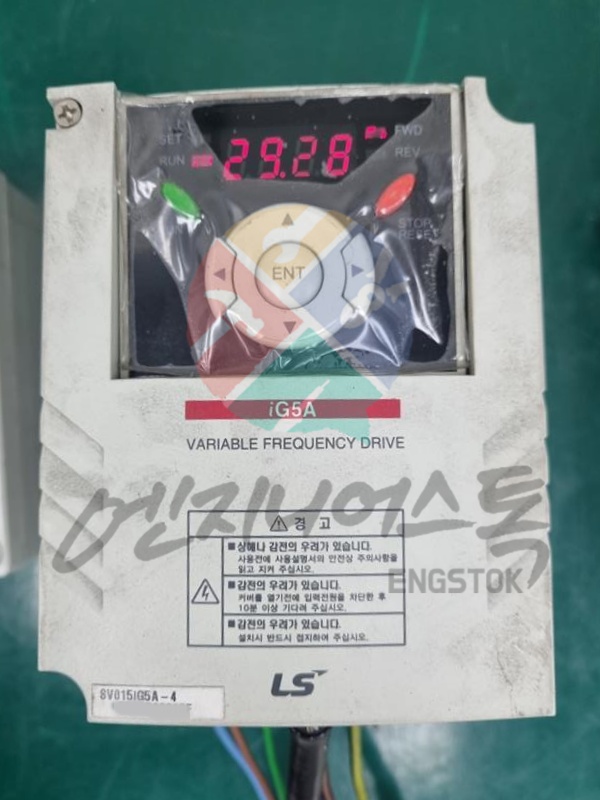 SET
RUN
29.28
FWD
REV
STOP
RESET
ENT
iG5A
VARIABLE FREQUENCY DRIVE
엔지니어스톡
ENGSTOK
경 고
■상해나 감전의 우려가 있습니다.
사용전에 사용설명서의 안전상 주의사항을
읽고 지켜 주십시오.
■감전의 우려가 있습니다.
커버를 열기전에 입력전원을 차단한 후
10분 이상 기다려 주십시오.
■감전의 우려가 있습니다.
설치시 반드시 접지하여 주십시오.
LS
SV015iG5A-4